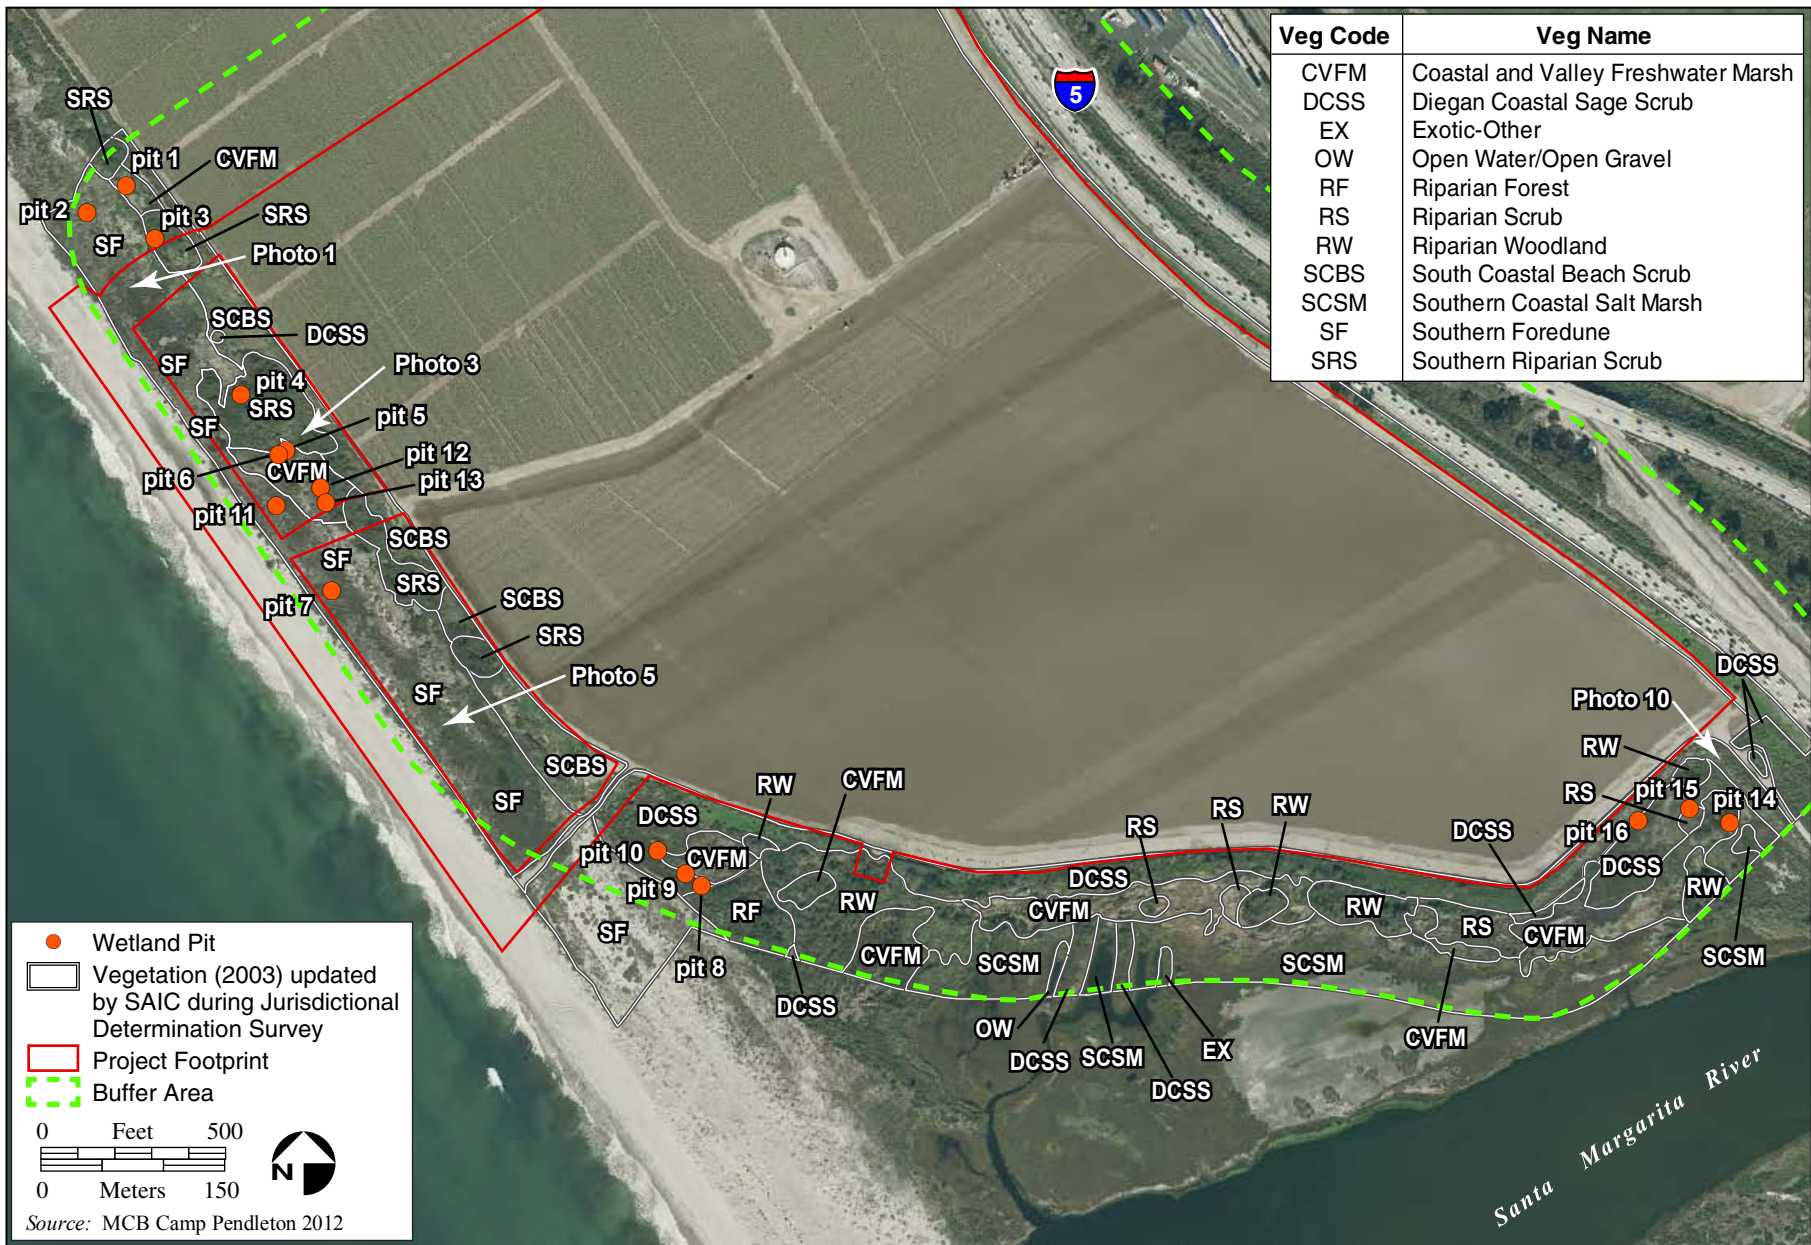 Veg Code Veg Name
CVFM Coastal and Valley Freshwater Marsh
DCSS Diegan Coastal Sage Scrub
EX Exotic-Other
OW Open Water/Open Gravel
RF Riparian Forest
RS Riparian Scrub
RW Riparian Woodland
SCBS South Coastal Beach Scrub
SCSM Southern Coastal Salt Marsh
SF Southern Foredune
SRS Southern Riparian Scrub
5
SRS
pit 1
CVFM
pit 2
pit 3
SRS
SF
Photo 1
SCBS
DCSS
SF
Photo 3
pit 4
SRS
pit 5
SF
pit 12
CVFM
pit 6
pit 13
pit 11
SCBS
SF
SRS
pit 7
SCBS
SRS
Photo 5
SF
SCBS
SF
DCSS
Photo 10
RW
RW
CVFM
RS
RW
RS
pit 15
pit 14
DCSS
RS
DCSS
pit 16
pit 10
CVFM
DCSS
DCSS
pit 9
RW
RW
RF
CVFM
RW
RS
SF
CVFM
CVFM
SCSM
SCSM
SCSM
pit 8
DCSS
OW
CVFM
DCSS
SCSM
EX
DCSS
Santa Margarita River
Wetland Pit
Vegetation (2003) updated
by SAIC during Jurisdictional
Determination Survey
Project Footprint
Buffer Area
0 Feet 500
N
0 Meters 150
Source: MCB Camp Pendleton 2012